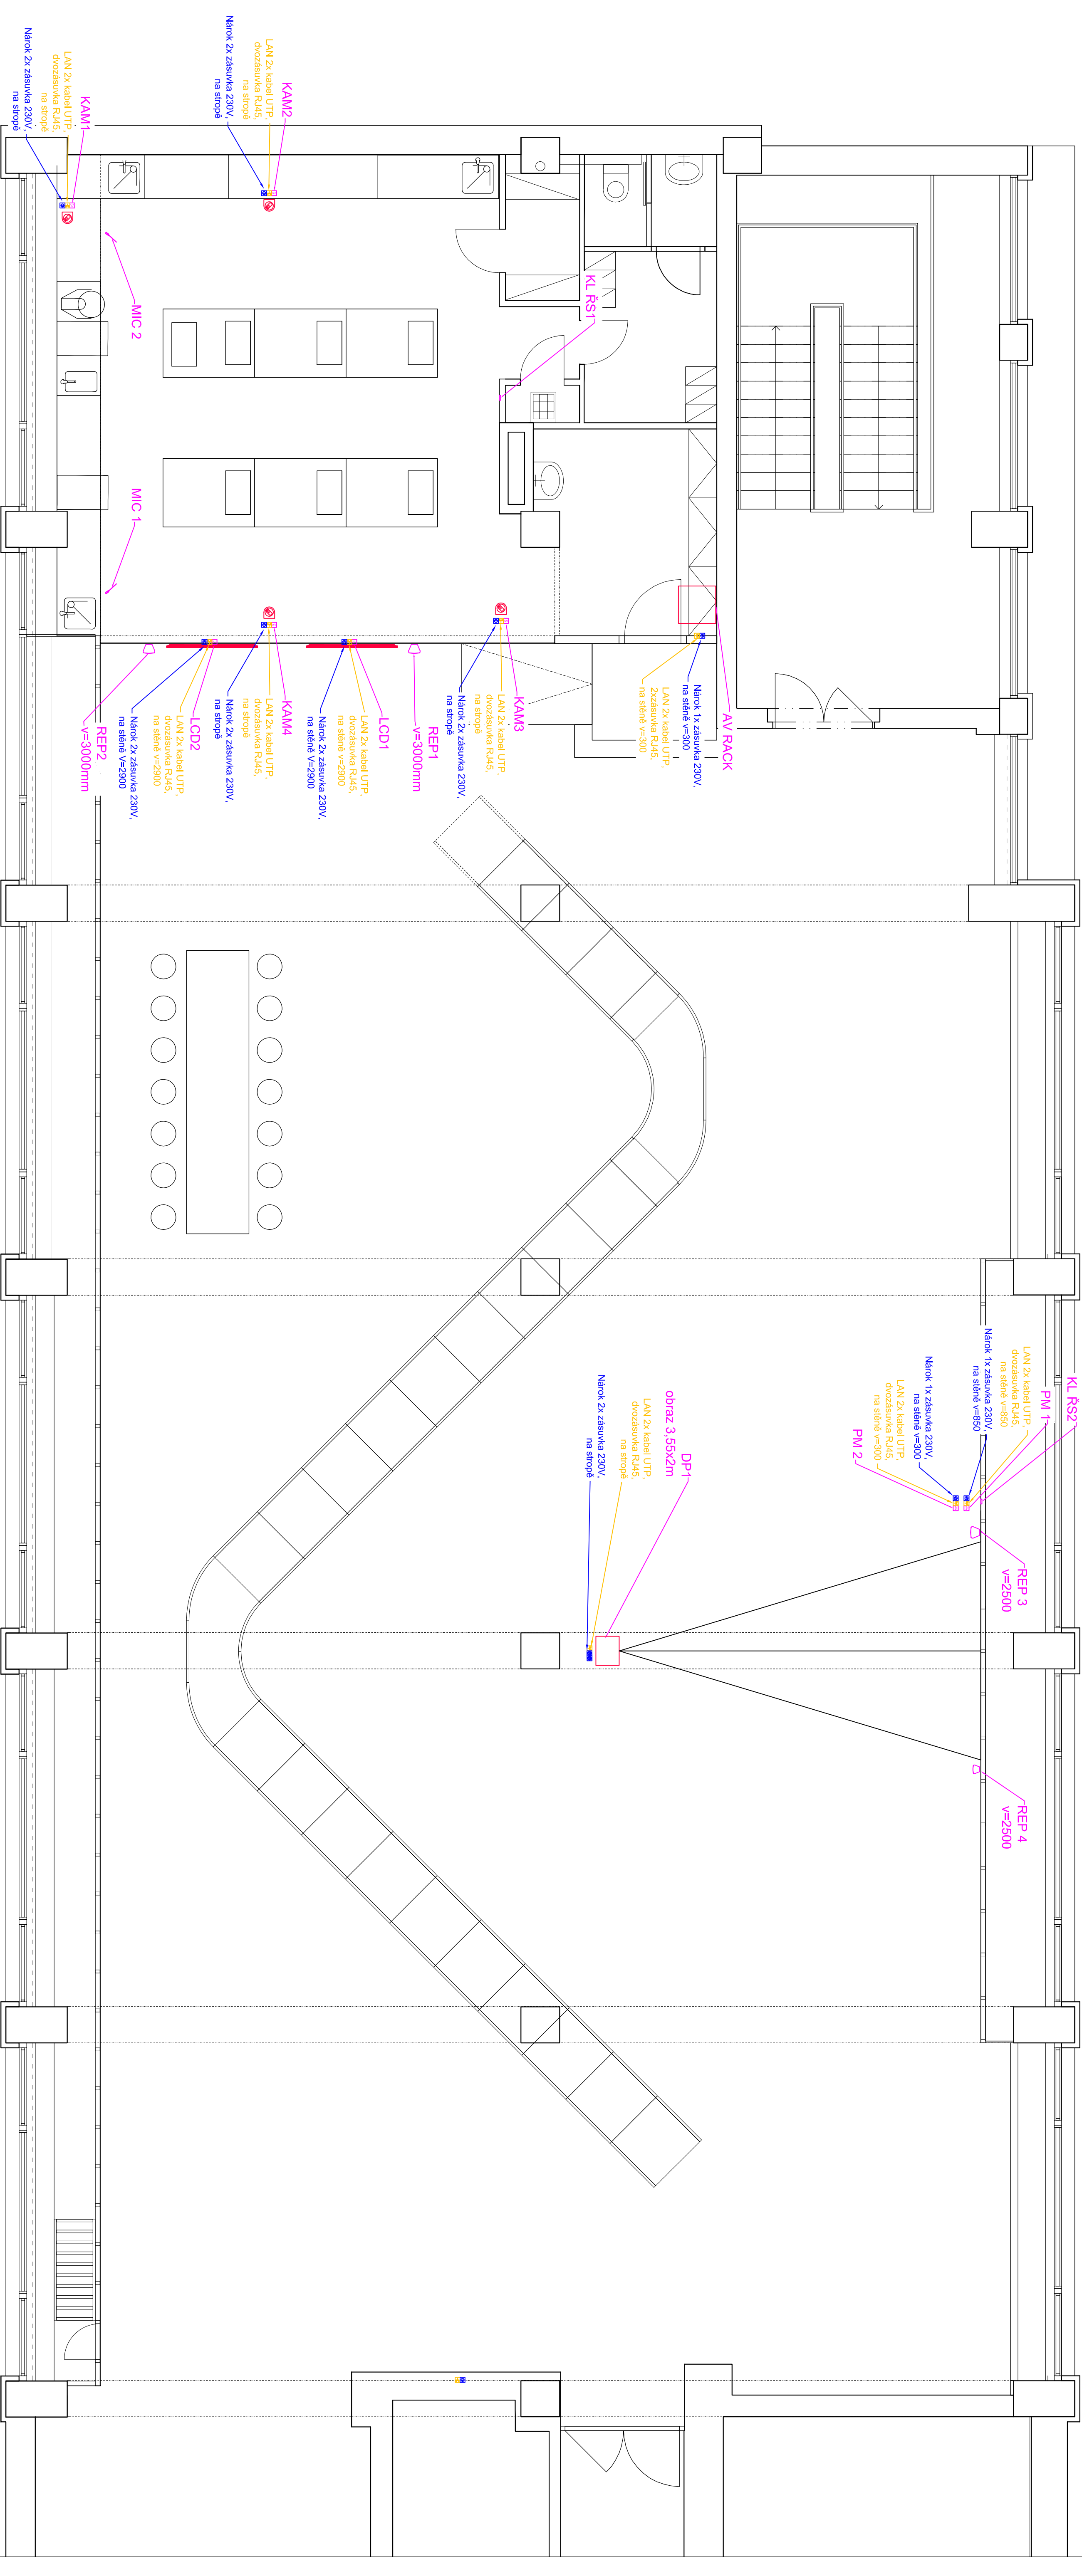 KAM1
LAN 2x kabel UTP,
dvozásuvka RJ45,
na stropě
Nárok 2x zásuvka 230V,
na stropě
KAM2
LAN 2x kabel UTP,
dvozásuvka RJ45,
na stropě
Nárok 2x zásuvka 230V,
na stropě
MIC 2
MIC 1
KL ŘS1
AV RACK
Nárok 1x zásuvka 230V,
na stěně v=300
LAN 2x kabel UTP,
2xzásuvka RJ45,
na stěně v=300
KAM3
LAN 2x kabel UTP,
dvozásuvka RJ45,
na stropě
Nárok 2x zásuvka 230V,
na stropě
REP1
v=3000mm
LCD1
LAN 2x kabel UTP,
dvozásuvka RJ45,
na stěně v=2900
Nárok 2x zásuvka 230V,
na stěně V=2900
KAM4
LAN 2x kabel UTP,
dvozásuvka RJ45,
na stropě
Nárok 2x zásuvka 230V,
na stropě
LCD2
LAN 2x kabel UTP,
dvozásuvka RJ45,
na stěně v=2900
Nárok 2x zásuvka 230V,
na stěně V=2900
REP2
v=3000mm
KL ŘS2
PM 1
LAN 2x kabel UTP,
dvozásuvka RJ45,
na stěně v=850
Nárok 1x zásuvka 230V,
na stěně v=850
Nárok 1x zásuvka 230V,
na stěně v=300
LAN 2x kabel UTP,
dvozásuvka RJ45,
na stěně v=300
PM 2
REP 3
v=2500
DP1
obraz 3,55x2m
LAN 2x kabel UTP,
dvozásuvka RJ45,
na stropě
Nárok 2x zásuvka 230V,
na stropě
REP 4
v=2500